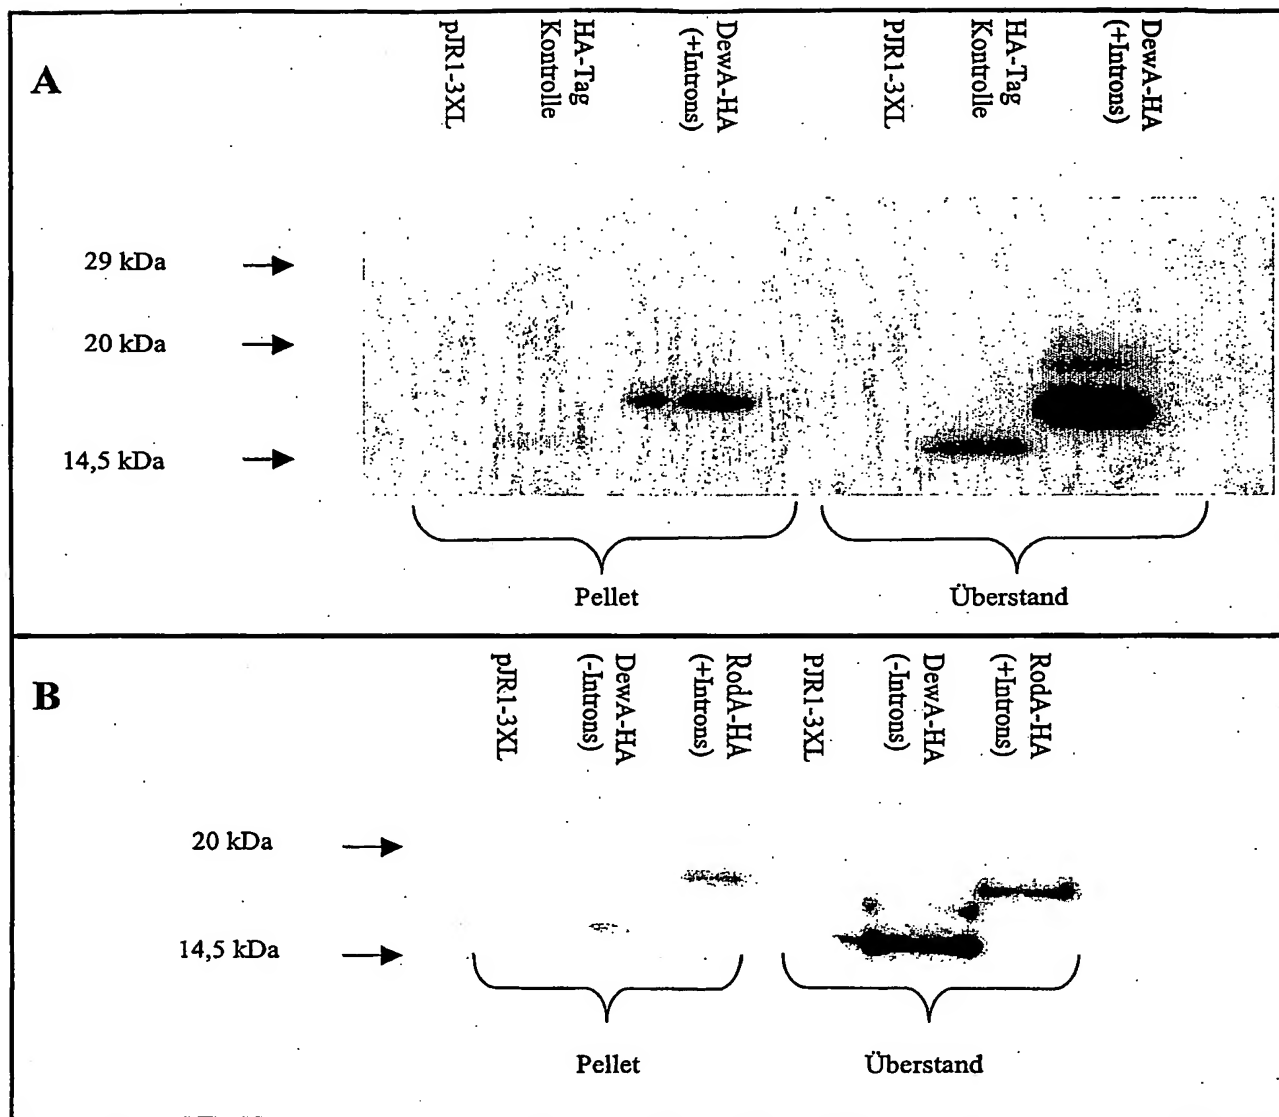 A
pJR1-3XL
HA-Tag
Kontrolle
DewA-HA
(+Introns)
PJR1-3XL
HA-Tag
Kontrolle
DewA-HA
(+Introns)
29 kDa
20 kDa
14,5 kDa
Pellet
Überstand
B
pJR1-3XL
DewA-HA
(-Introns)
RodA-HA
(+Introns)
PJR1-3XL
DewA-HA
(-Introns)
RodA-HA
(+Introns)
20 kDa
14,5 kDa
Pellet
Überstand